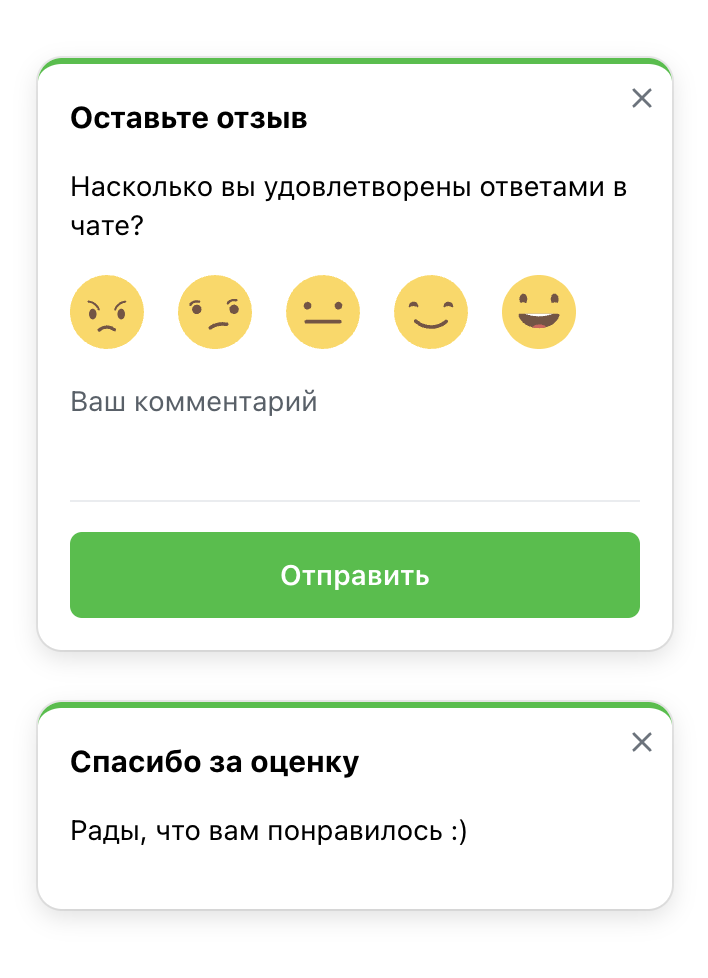 Оставьте отзыв
Насколько вы удовлетворены ответами в
чате?
Ваш комментарий
Отправить
Спасибо за оценку
Рады, что вам понравилось :)